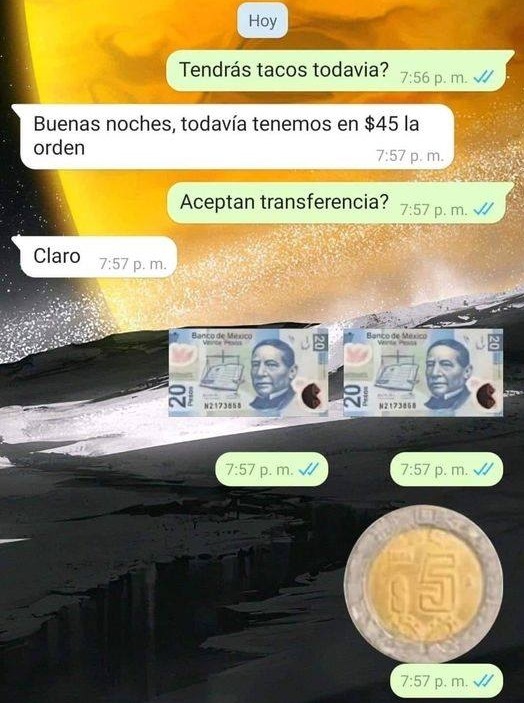 Hoy
Tendrás tacos todavia? 7:56 p. m.
Buenas noches, todavía tenemos en $45 la
orden
7:57 p. m.
Aceptan transferencia? 7:57 p. m.
Claro 7:57 p. m.
Banco de México
Veinte Pesos
20
20
Pesos
N2173658
Banco de México
Veinte Pesos
20
20
Pesos
N2173658
7:57 p. m.
7:57 p. m.
$5
7:57 p. m.